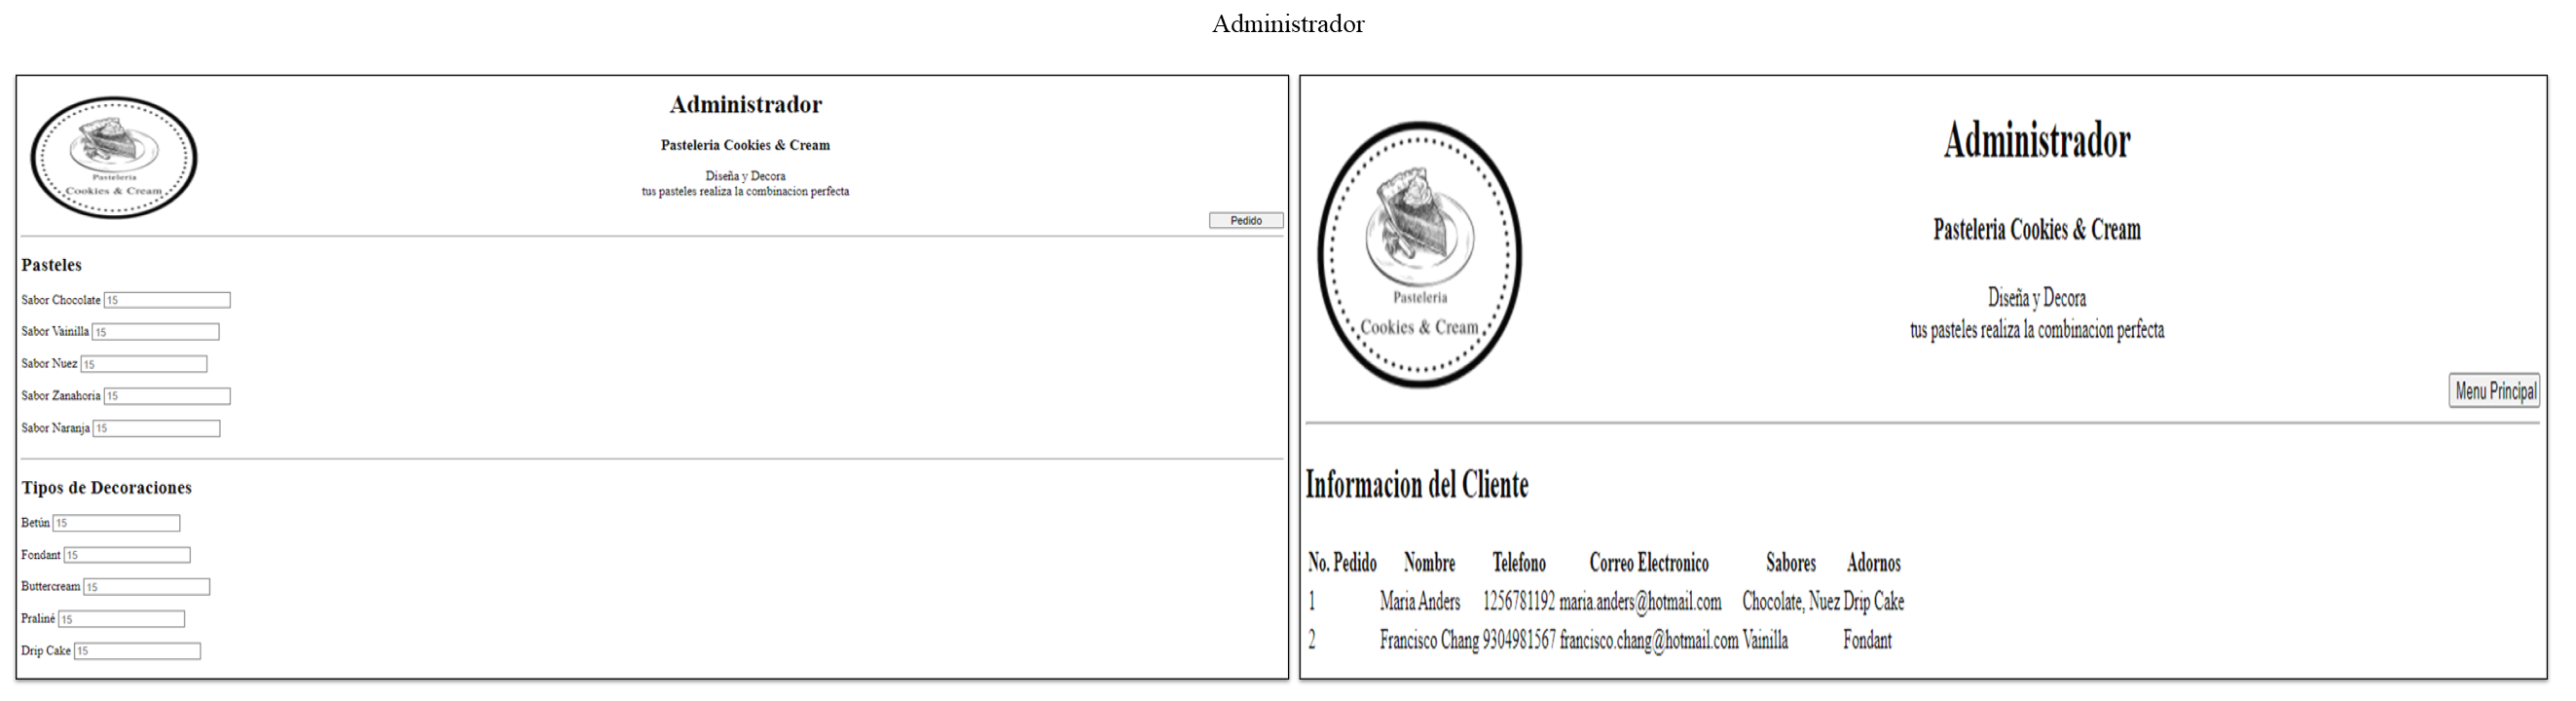 Administrador
Pasteleria
Cookies & Cream
Administrador
Pasteleria Cookies & Cream
Diseña y Decora
tus pasteles realiza la combinacion perfecta
Pedido
Pasteles
Sabor Chocolate 15
Sabor Vainilla 15
Sabor Nuez 15
Sabor Zanahoria 15
Sabor Naranja 15
Tipos de Decoraciones
Betún 15
Fondant 15
Buttercream 15
Praliné 15
Drip Cake 15
Pasteleria
Cookies & Cream
Administrador
Pasteleria Cookies & Cream
Diseña y Decora
tus pasteles realiza la combinacion perfecta
Menu Principal
Informacion del Cliente
No. Pedido Nombre Telefono Correo Electronico Sabores Adornos
1 Maria Anders 1256781192 maria.anders@hotmail.com Chocolate, Nuez Drip Cake
2 Francisco Chang 9304981567 francisco.chang@hotmail.com Vainilla Fondant